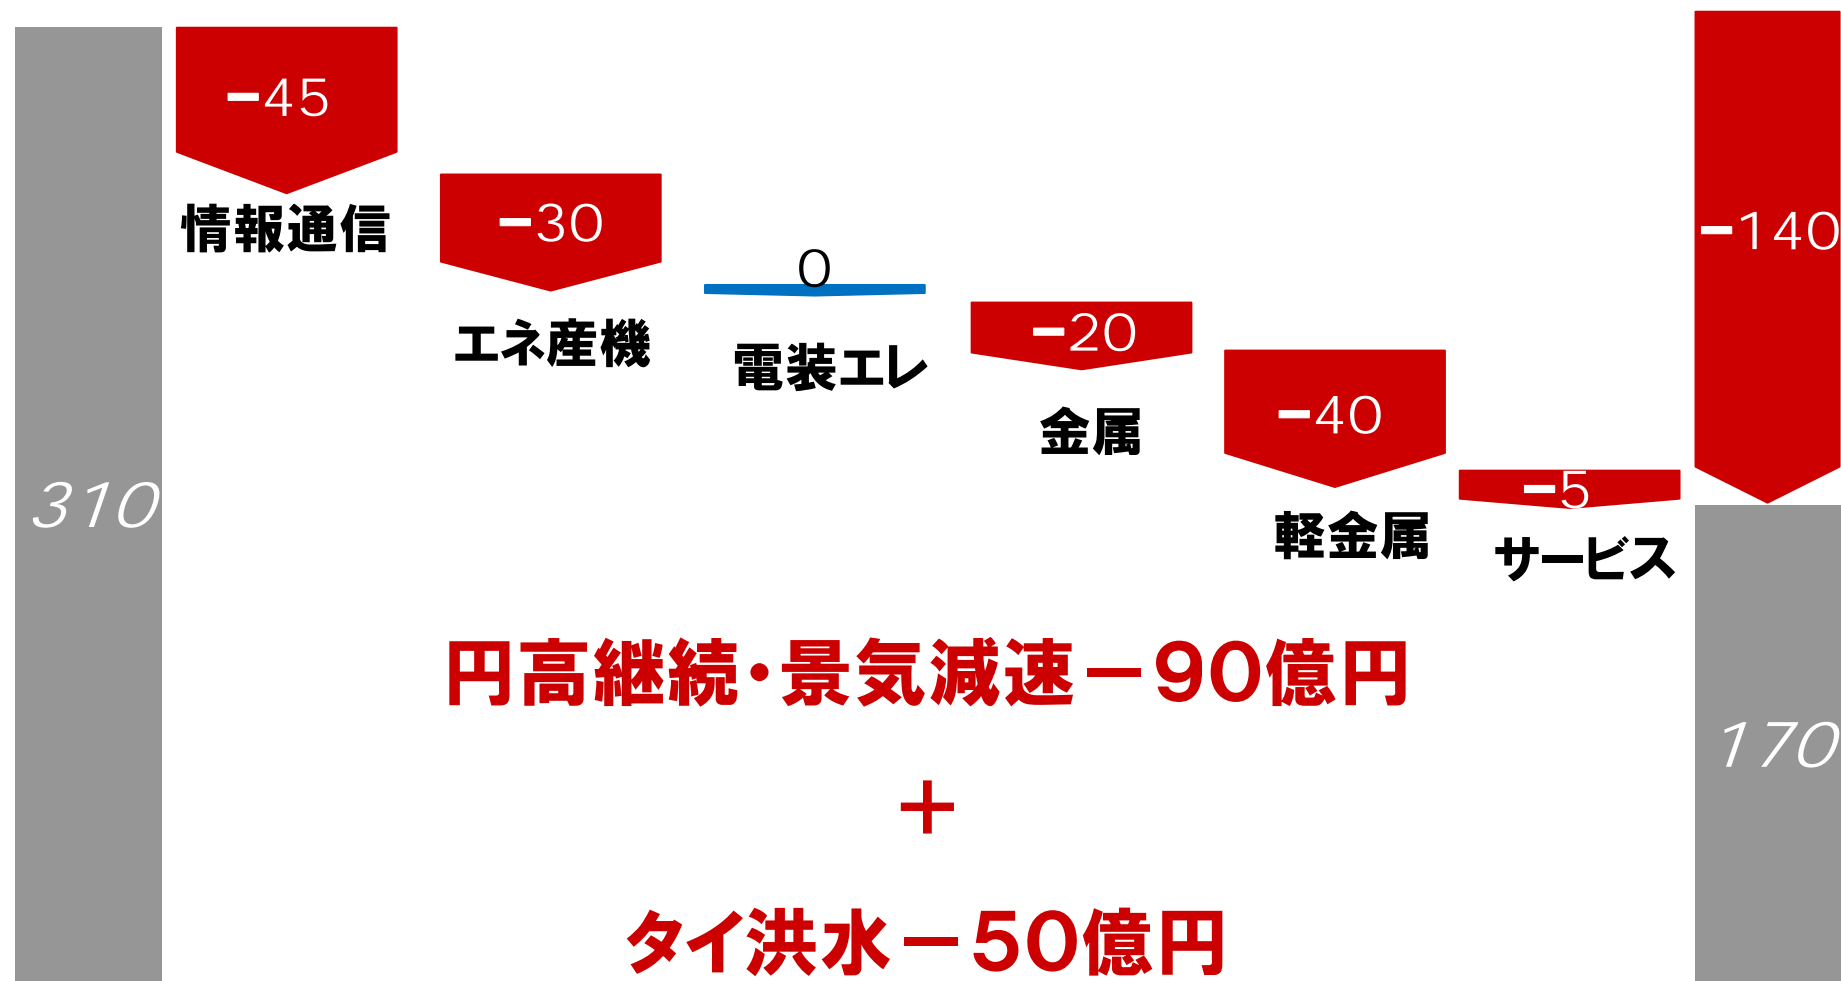 310
－45
情報通信
－30
エネ産機
0
電装エレ
－20
金属
－40
軽金属
－5
サービス
－140
170
円高継続・景気減速－90億円
＋
タイ洪水－50億円